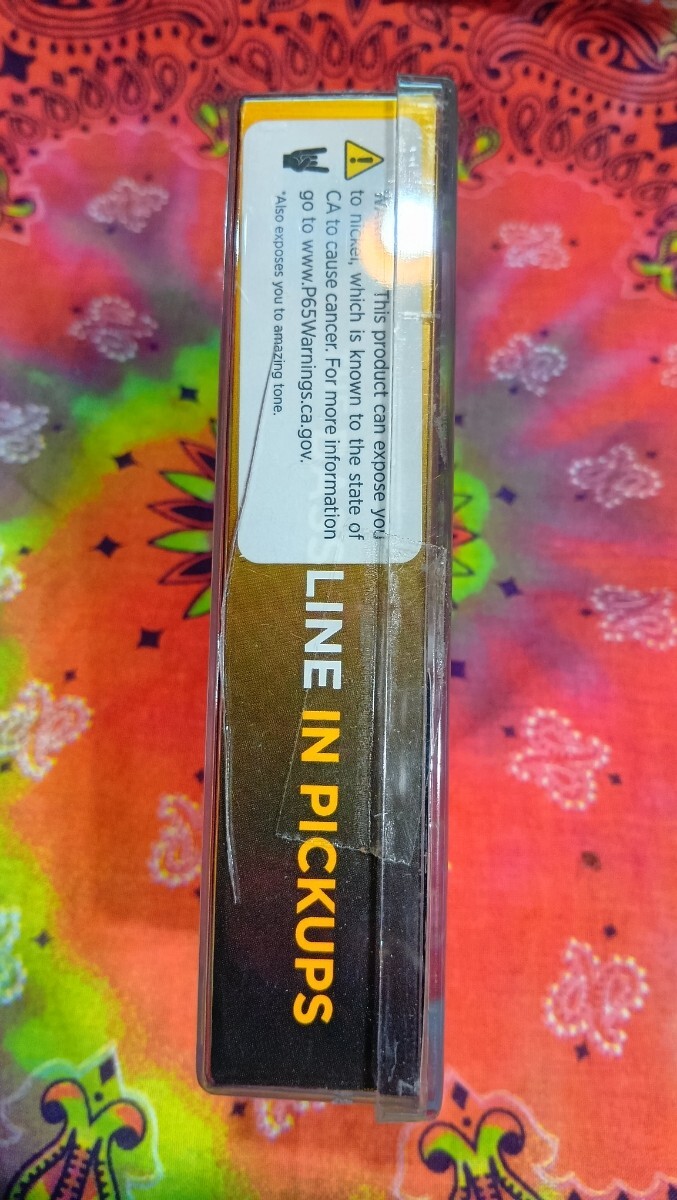 This product can expose you
to nickel, which is known to the state of
CA to cause cancer. For more information
go to www.P65Warnings.ca.gov.
*Also exposes you to amazing tone.
LINE IN PICKUPS